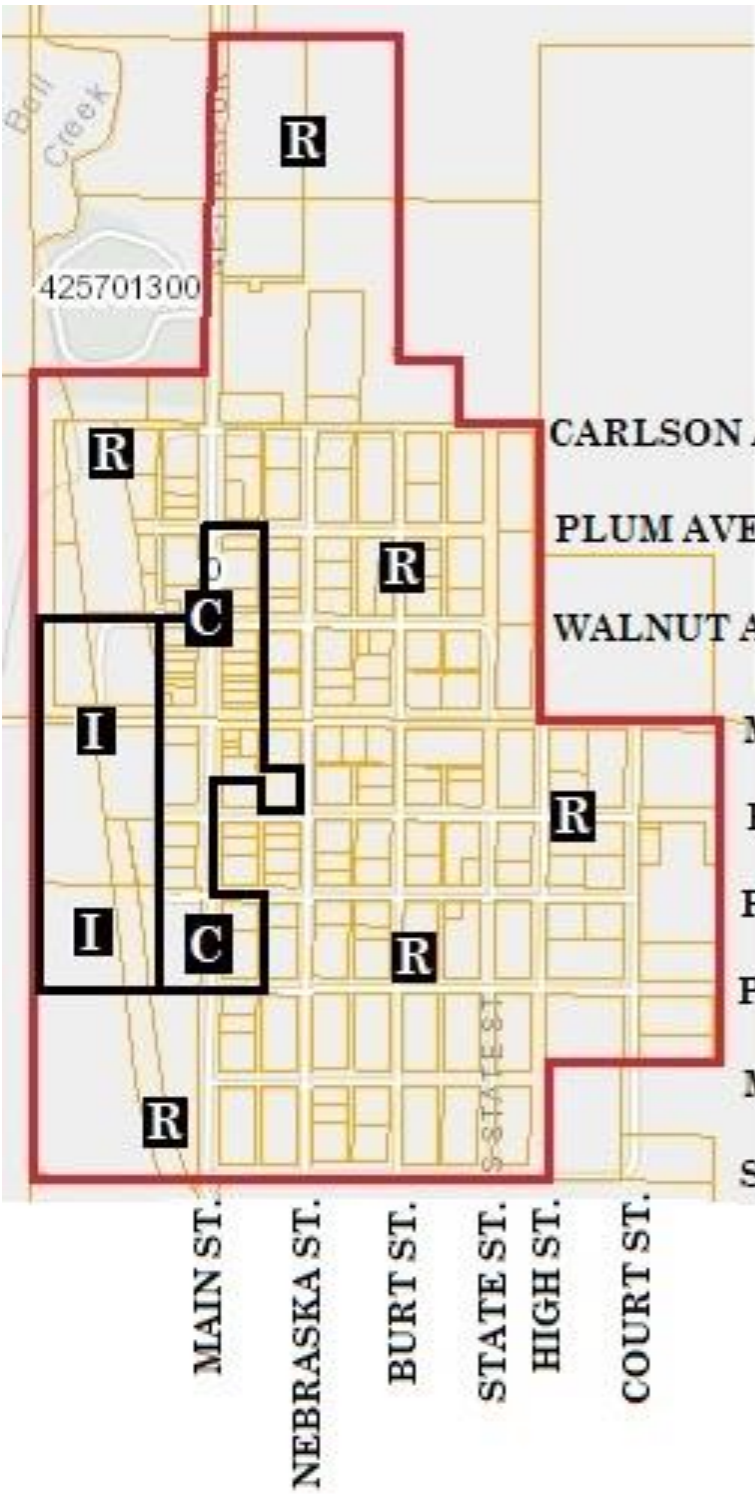 R
Bell
Creek
425701300
CARLSON
R
PLUM AVE
R
C
WALNUT A
I
M
R
I
C
R
P
M
R
S STATE ST
S
MAIN ST.
NEBRASKA ST.
BURT ST.
STATE ST.
HIGH ST.
COURT ST.